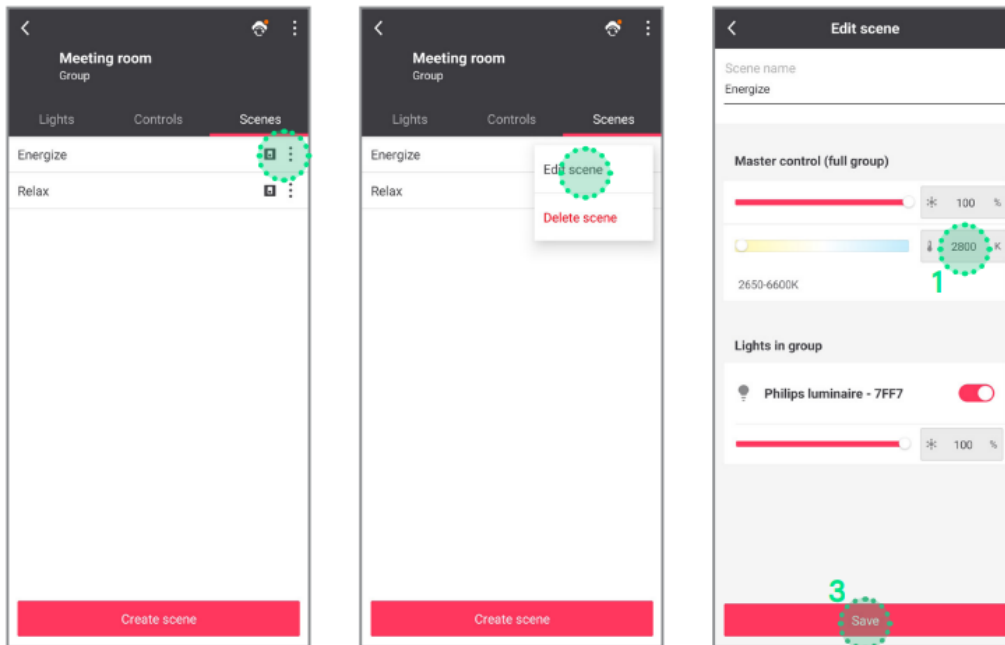 Meeting room
Group
Lights Controls Scenes
Energize
Relax
Create scene
Meeting room
Group
Lights Controls Scenes
Energize
Edit scene
Relax
Delete scene
Create scene
Edit scene
Scene name
Energize
Master control (full group)
100 %
2800 K
1
2650-6600K
Lights in group
Philips luminaire - 7FF7
100 %
3
Save